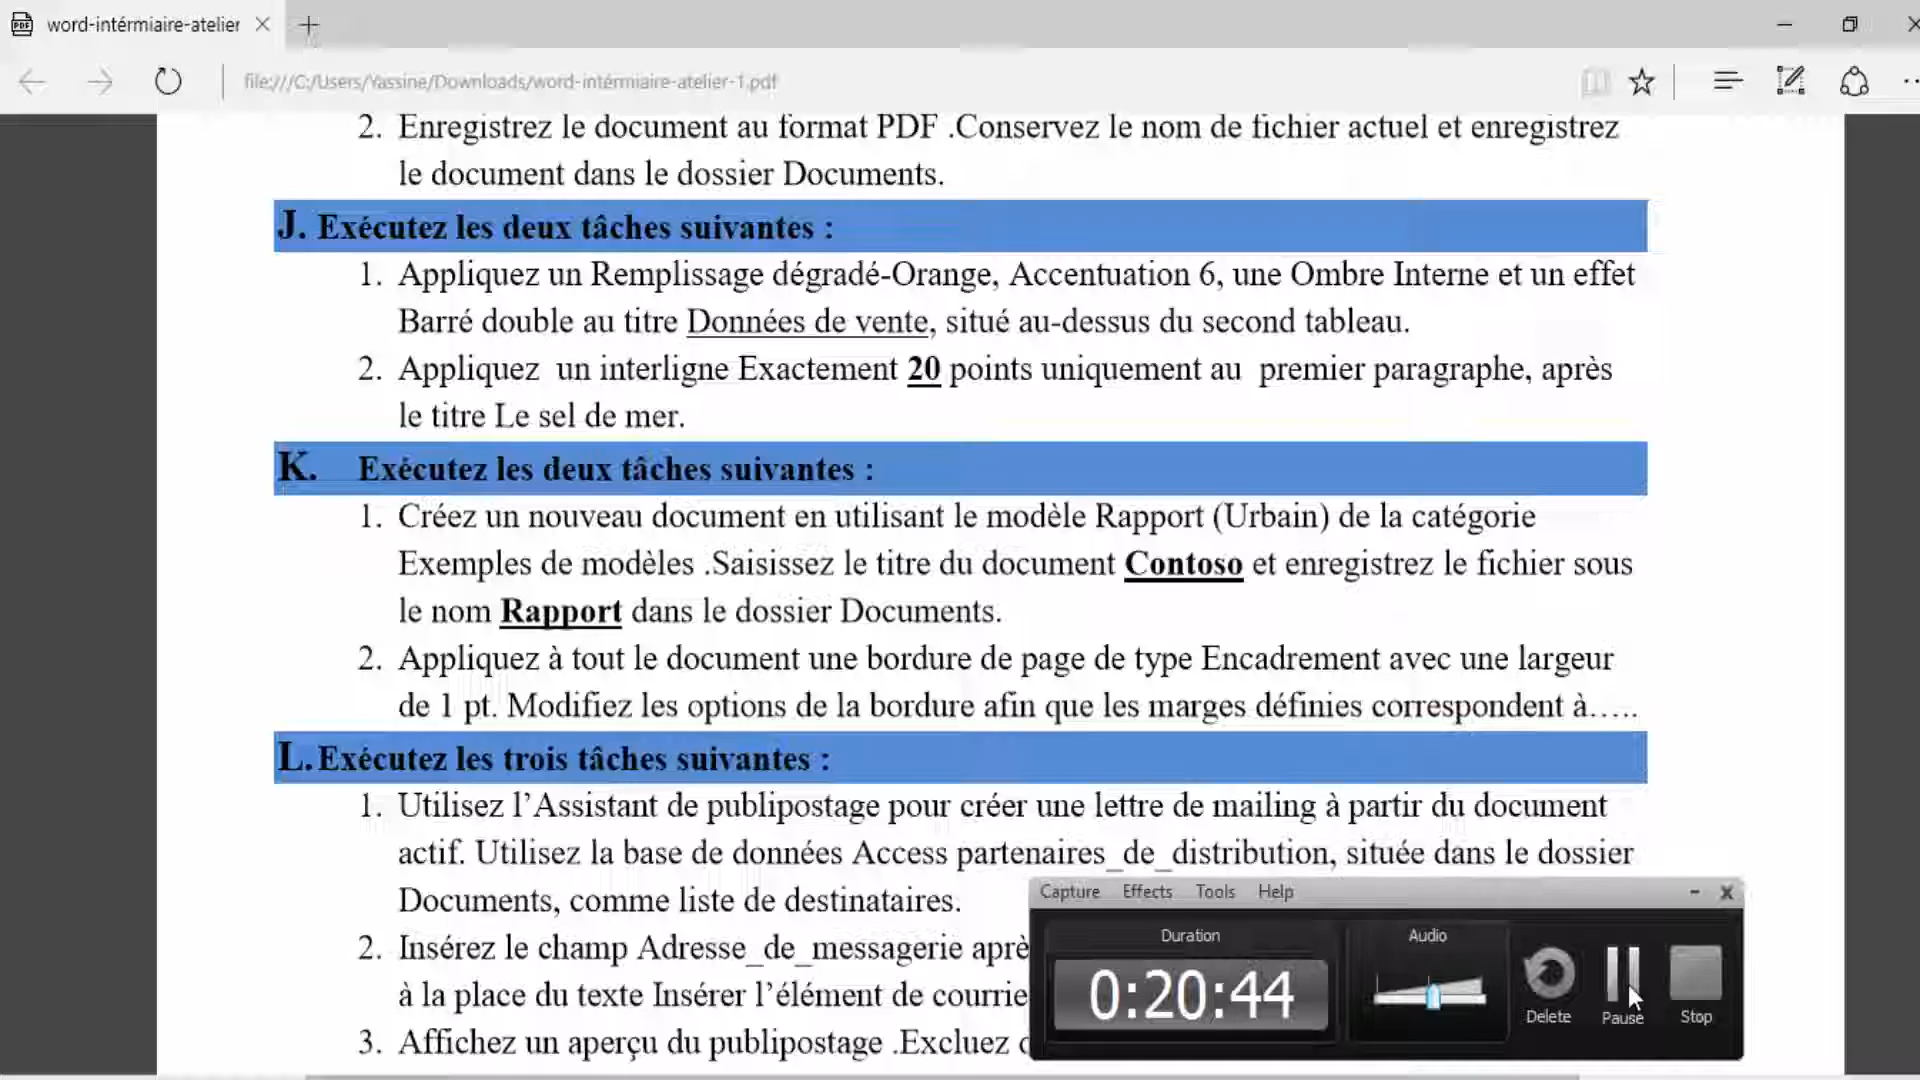 word-intérmiaire-atelier
file:///C:/Users/Yassine/Downloads/word-intérmiaire-atelier-1.pdf
2. Enregistrez le document au format PDF .Conservez le nom de fichier actuel et enregistrez
le document dans le dossier Documents.
J. Exécutez les deux tâches suivantes :
1. Appliquez un Remplissage dégradé-Orange, Accentuation 6, une Ombre Interne et un effet
Barré double au titre Données de vente, situé au-dessus du second tableau.
2. Appliquez un interligne Exactement 20 points uniquement au premier paragraphe, après
le titre Le sel de mer.
K. Exécutez les deux tâches suivantes :
1. Créez un nouveau document en utilisant le modèle Rapport (Urbain) de la catégorie
Exemples de modèles .Saisissez le titre du document Contoso et enregistrez le fichier sous
le nom Rapport dans le dossier Documents.
2. Appliquez à tout le document une bordure de page de type Encadrement avec une largeur
de 1 pt. Modifiez les options de la bordure afin que les marges définies correspondent à…..
L. Exécutez les trois tâches suivantes :
1. Utilisez l’Assistant de publipostage pour créer une lettre de mailing à partir du document
actif. Utilisez la base de données Access partenaires_de_distribution, située dans le dossier
Documents, comme liste de destinataires.
2. Insérez le champ Adresse_de_messagerie aprè
à la place du texte Insérer l’élément de courrie
3. Affichez un aperçu du publipostage .Excluez
Capture Effects Tools Help
Duration
Audio
0:20:44
Delete Pause Stop